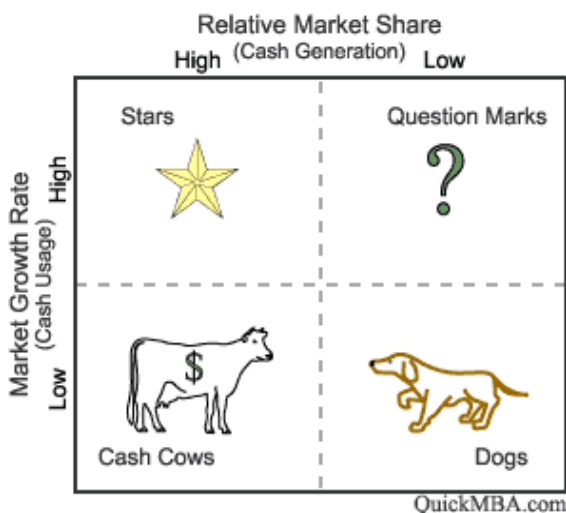 Relative Market Share
(Cash Generation)
High
Low
Market Growth Rate
(Cash Usage)
High
Low
Stars
Question Marks
?
$
Cash Cows
Dogs
QuickMBA.com